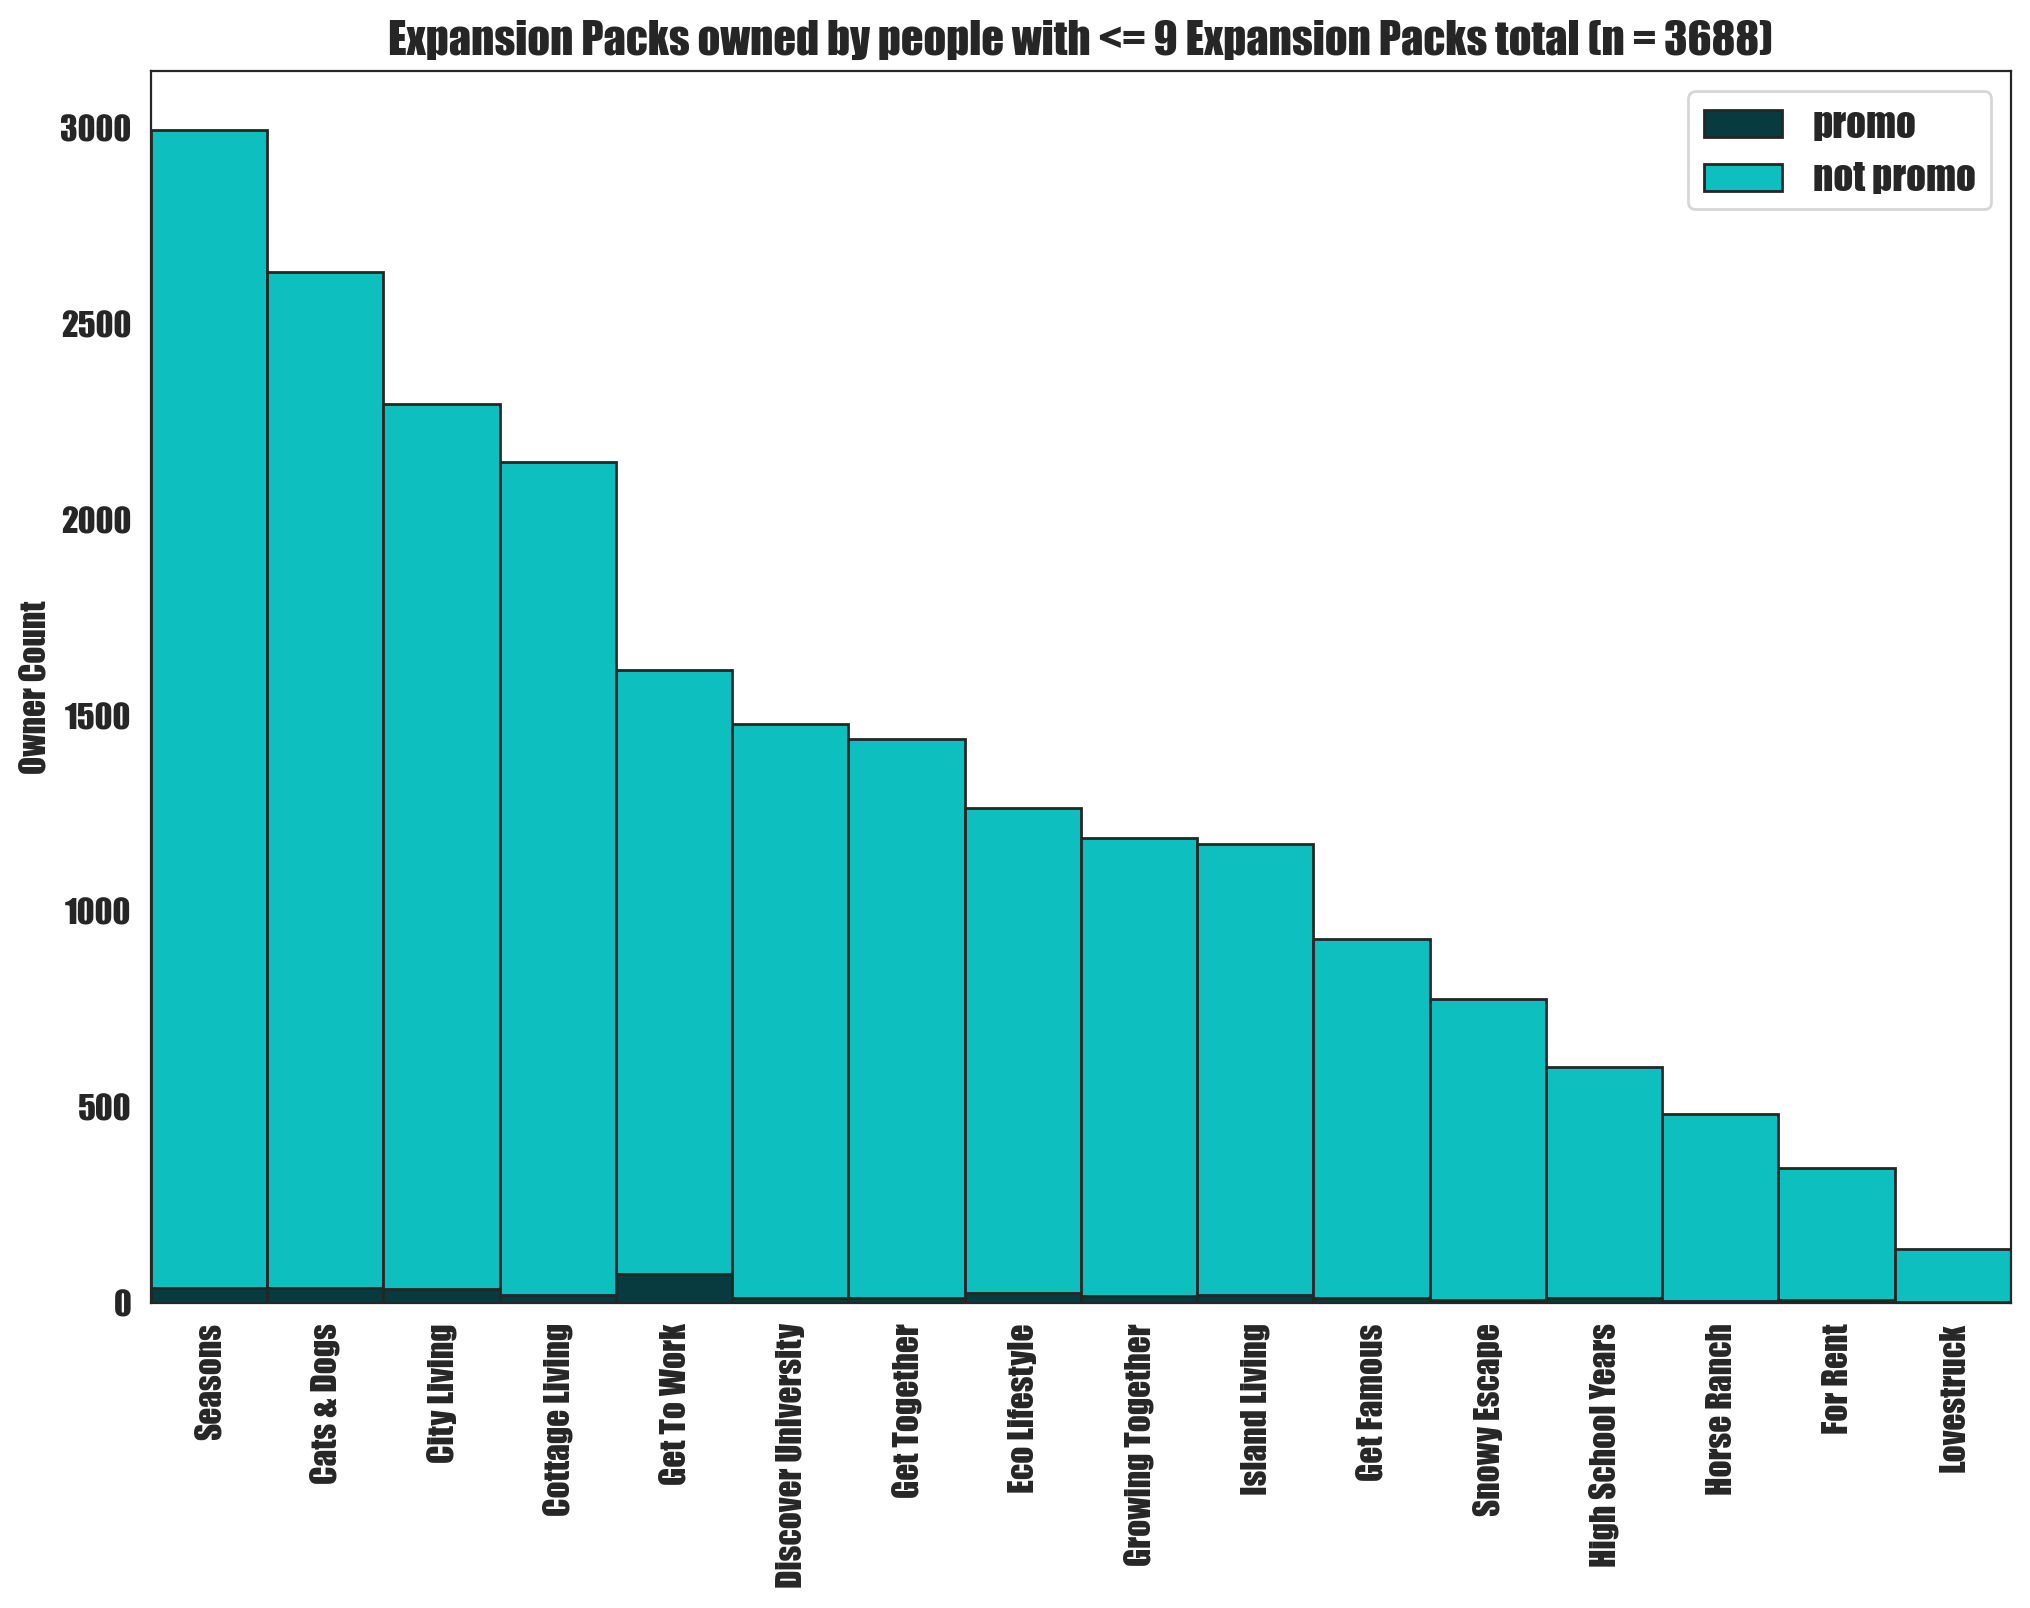 Expansion Packs owned by people with <= 9 Expansion Packs total (n = 3688)
promo
not promo
Owner Count
3000
2500
2000
1500
1000
500
0
Seasons
Cats & Dogs
City Living
Cottage Living
Get To Work
Discover University
Get Together
Eco Lifestyle
Growing Together
Island Living
Get Famous
Snowy Escape
High School Years
Horse Ranch
For Rent
Lovestruck